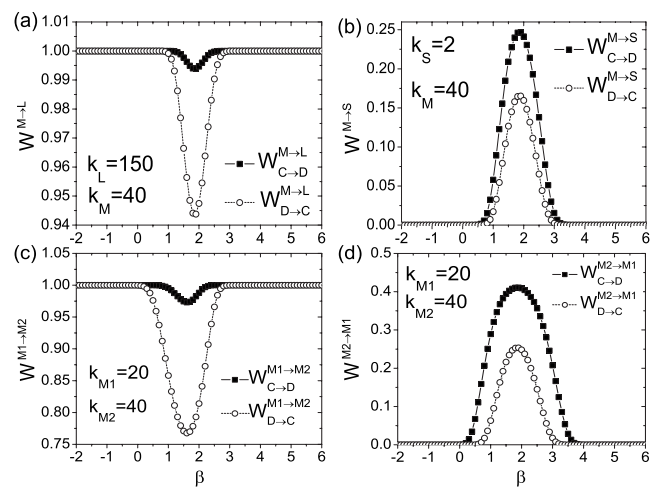 (a)
1.00
0.99
0.98
0.97
0.96
0.95
0.94
W^{M→L}
k_L=150
k_M=40
W^{M→L}_{C→D}
W^{M→L}_{D→C}
-2 -1 0 1 2 3 4 5 6
(b)
0.25
0.20
0.15
0.10
0.05
0.00
W^{M→S}
k_S=2
k_M=40
W^{M→S}_{C→D}
W^{M→S}_{D→C}
-2 -1 0 1 2 3 4 5 6
(c)
1.05
1.00
0.95
0.90
0.85
0.80
0.75
W^{M1→M2}
k_{M1}=20
k_{M2}=40
W^{M1→M2}_{C→D}
W^{M1→M2}_{D→C}
-2 -1 0 1 2 3 4 5 6
β
(d)
0.5
0.4
0.3
0.2
0.1
0.0
W^{M2→M1}
k_{M1}=20
k_{M2}=40
W^{M2→M1}_{C→D}
W^{M2→M1}_{D→C}
-2 -1 0 1 2 3 4 5 6
β